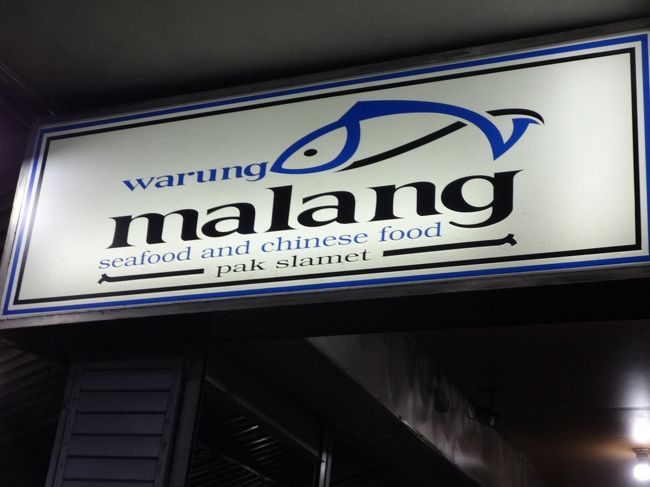 warung
malang
seafood and chinese food
pak slamet